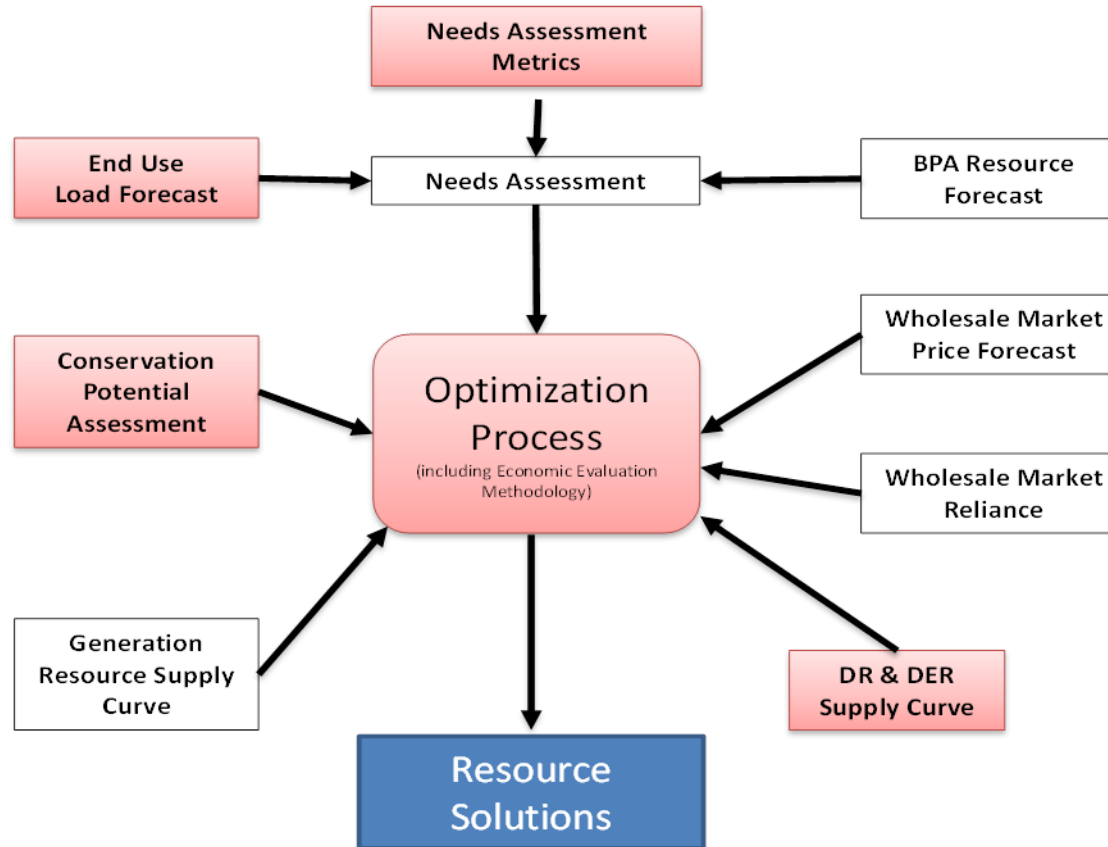 Needs Assessment
Metrics
End Use
Load Forecast
Needs Assessment
BPA Resource
Forecast
Wholesale Market
Price Forecast
Conservation
Potential
Assessment
Optimization
Process
(including Economic Evaluation
Methodology)
Wholesale Market
Reliance
Generation
Resource Supply
Curve
DR & DER
Supply Curve
Resource
Solutions